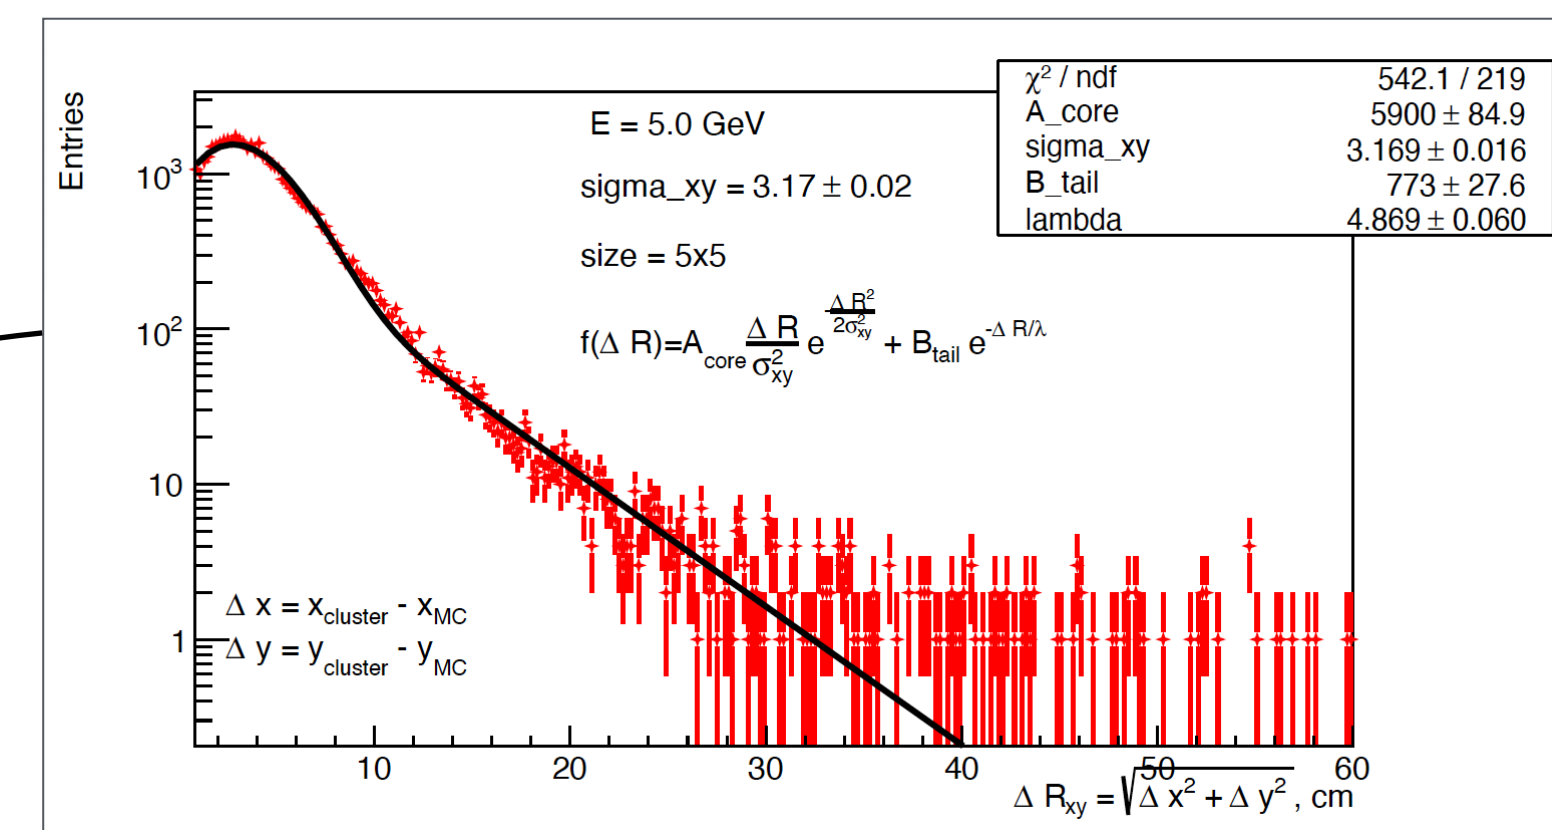 χ² / ndf 542.1 / 219
A_core 5900 ± 84.9
sigma_xy 3.169 ± 0.016
B_tail 773 ± 27.6
lambda 4.869 ± 0.060
Entries
E = 5.0 GeV
sigma_xy = 3.17 ± 0.02
size = 5x5
f(Δ R)=A_core Δ R/σ²_xy e^-Δ R²/2σ²_xy + B_tail e^-Δ R/λ
Δ x = x_cluster - x_MC
Δ y = y_cluster - y_MC
10³
10²
10
1
10 20 30 40 50 60
Δ R_xy = √Δ x² + Δ y² , cm